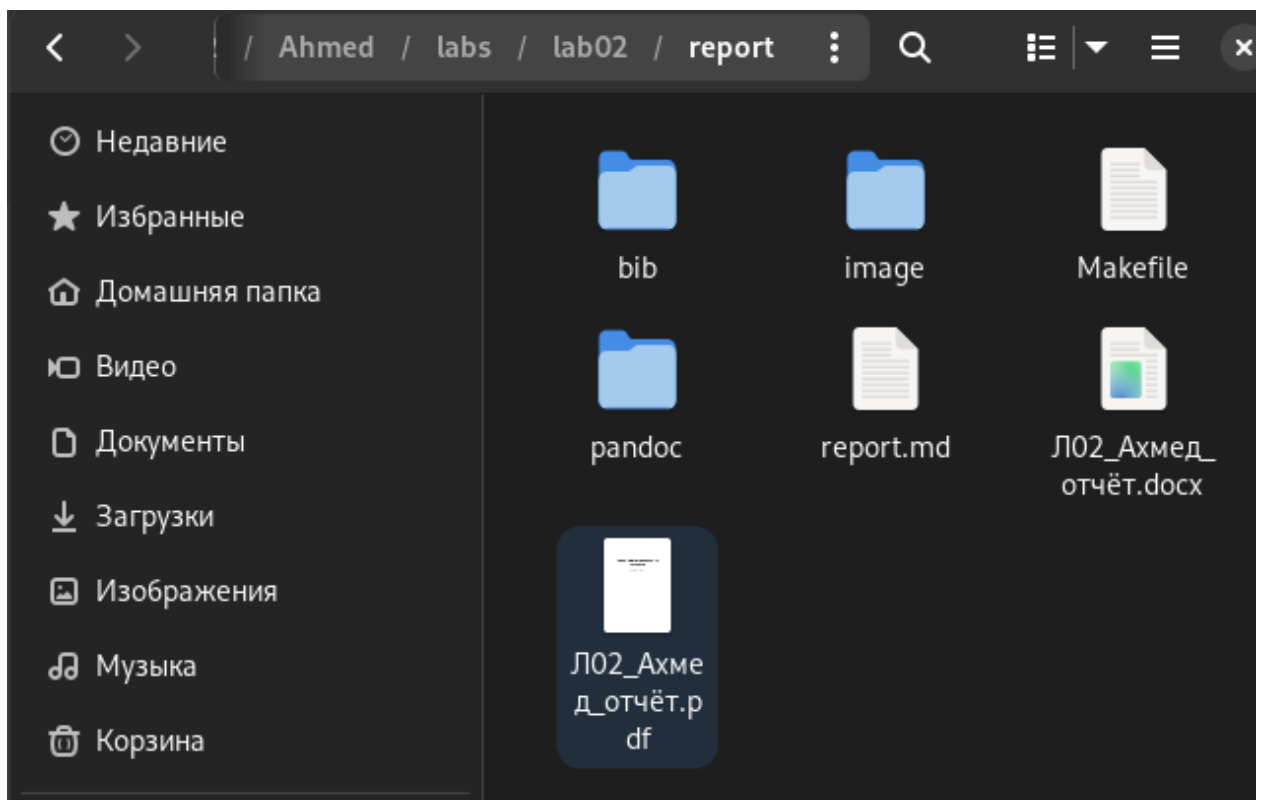 / Ahmed / labs / lab02 / report
Недавние
Избранные
Домашняя папка
Видео
Документы
Загрузки
Изображения
Музыка
Корзина
bib
image
Makefile
pandoc
report.md
Л02_Ахмед_
отчёт.docx
Л02_Ахме
д_отчёт.p
df